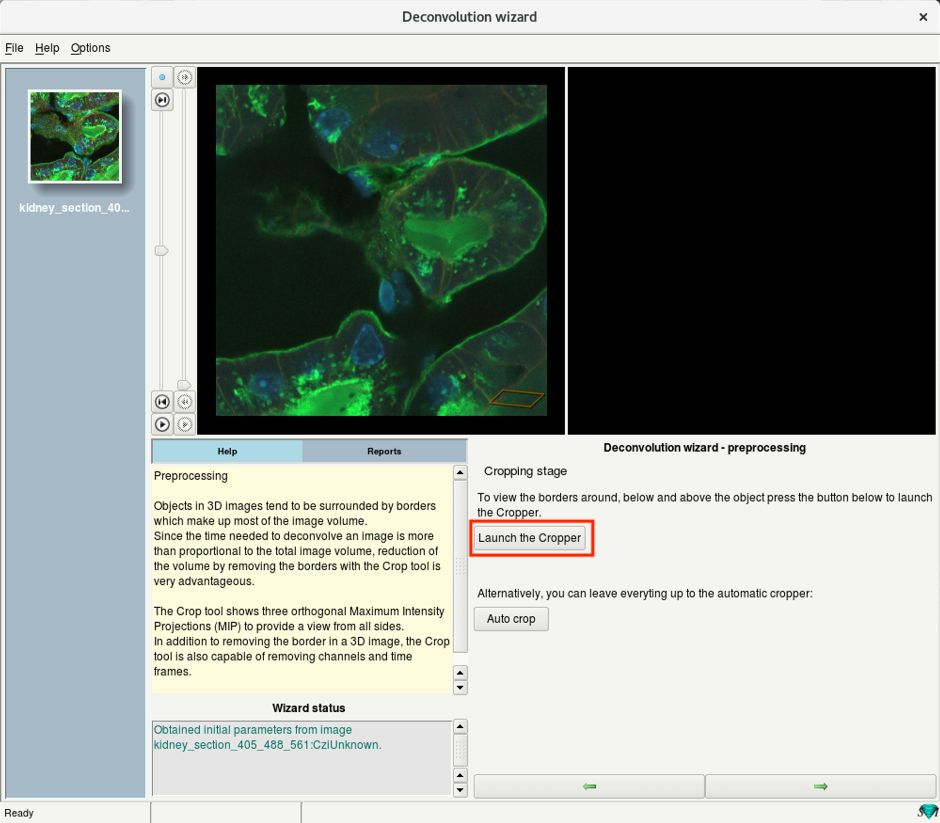 Deconvolution wizard
File Help Options
kidney_section_40...
Help Reports
Preprocessing
Objects in 3D images tend to be surrounded by borders
which make up most of the image volume.
Since the time needed to deconvolve an image is more
than proportional to the total image volume, reduction of
the volume by removing the borders with the Crop tool is
very advantageous.
The Crop tool shows three orthogonal Maximum Intensity
Projections (MIP) to provide a view from all sides.
In addition to removing the border in a 3D image, the Crop
tool is also capable of removing channels and time
frames.
Wizard status
Obtained initial parameters from image
kidney_section_405_488_561:CziUnknown.
Deconvolution wizard - preprocessing
Cropping stage
To view the borders around, below and above the object press the button below to launch
the Cropper.
Launch the Cropper
Alternatively, you can leave everyting up to the automatic cropper:
Auto crop
Ready